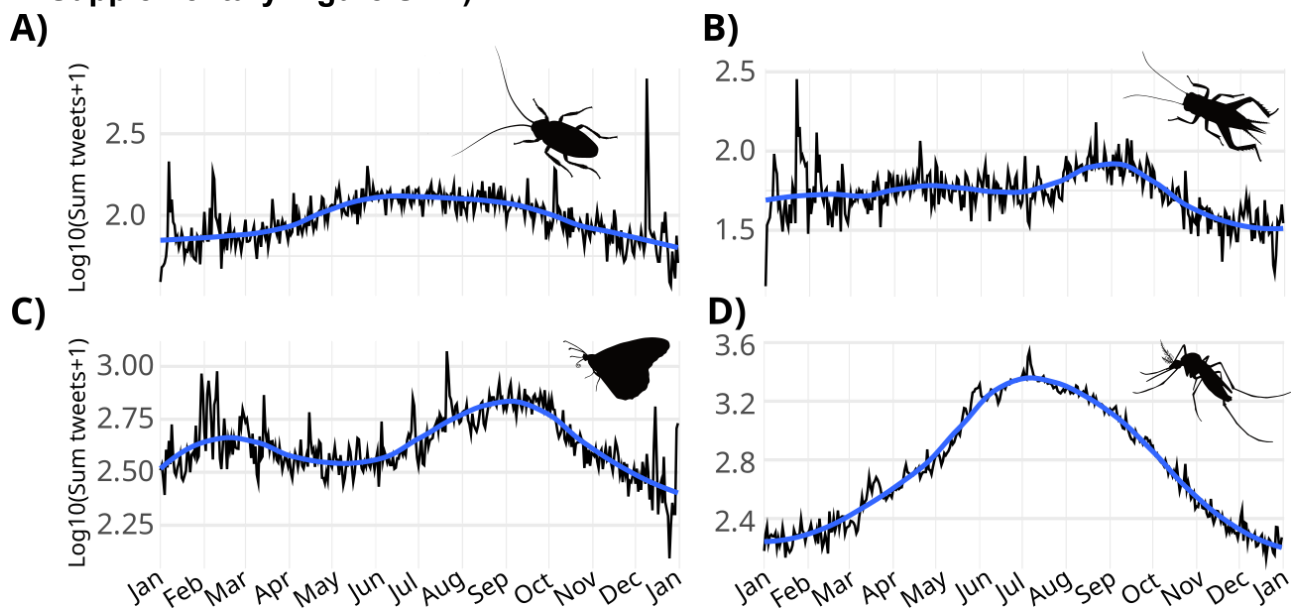 A)
B)
Log10(Sum tweets+1)
2.5
2.0
2.5
2.0
1.5
C)
D)
Log10(Sum tweets+1)
3.00
2.75
2.50
2.25
3.6
3.2
2.8
2.4
Jan Feb Mar Apr May Jun Jul Aug Sep Oct Nov Dec Jan
Jan Feb Mar Apr May Jun Jul Aug Sep Oct Nov Dec Jan